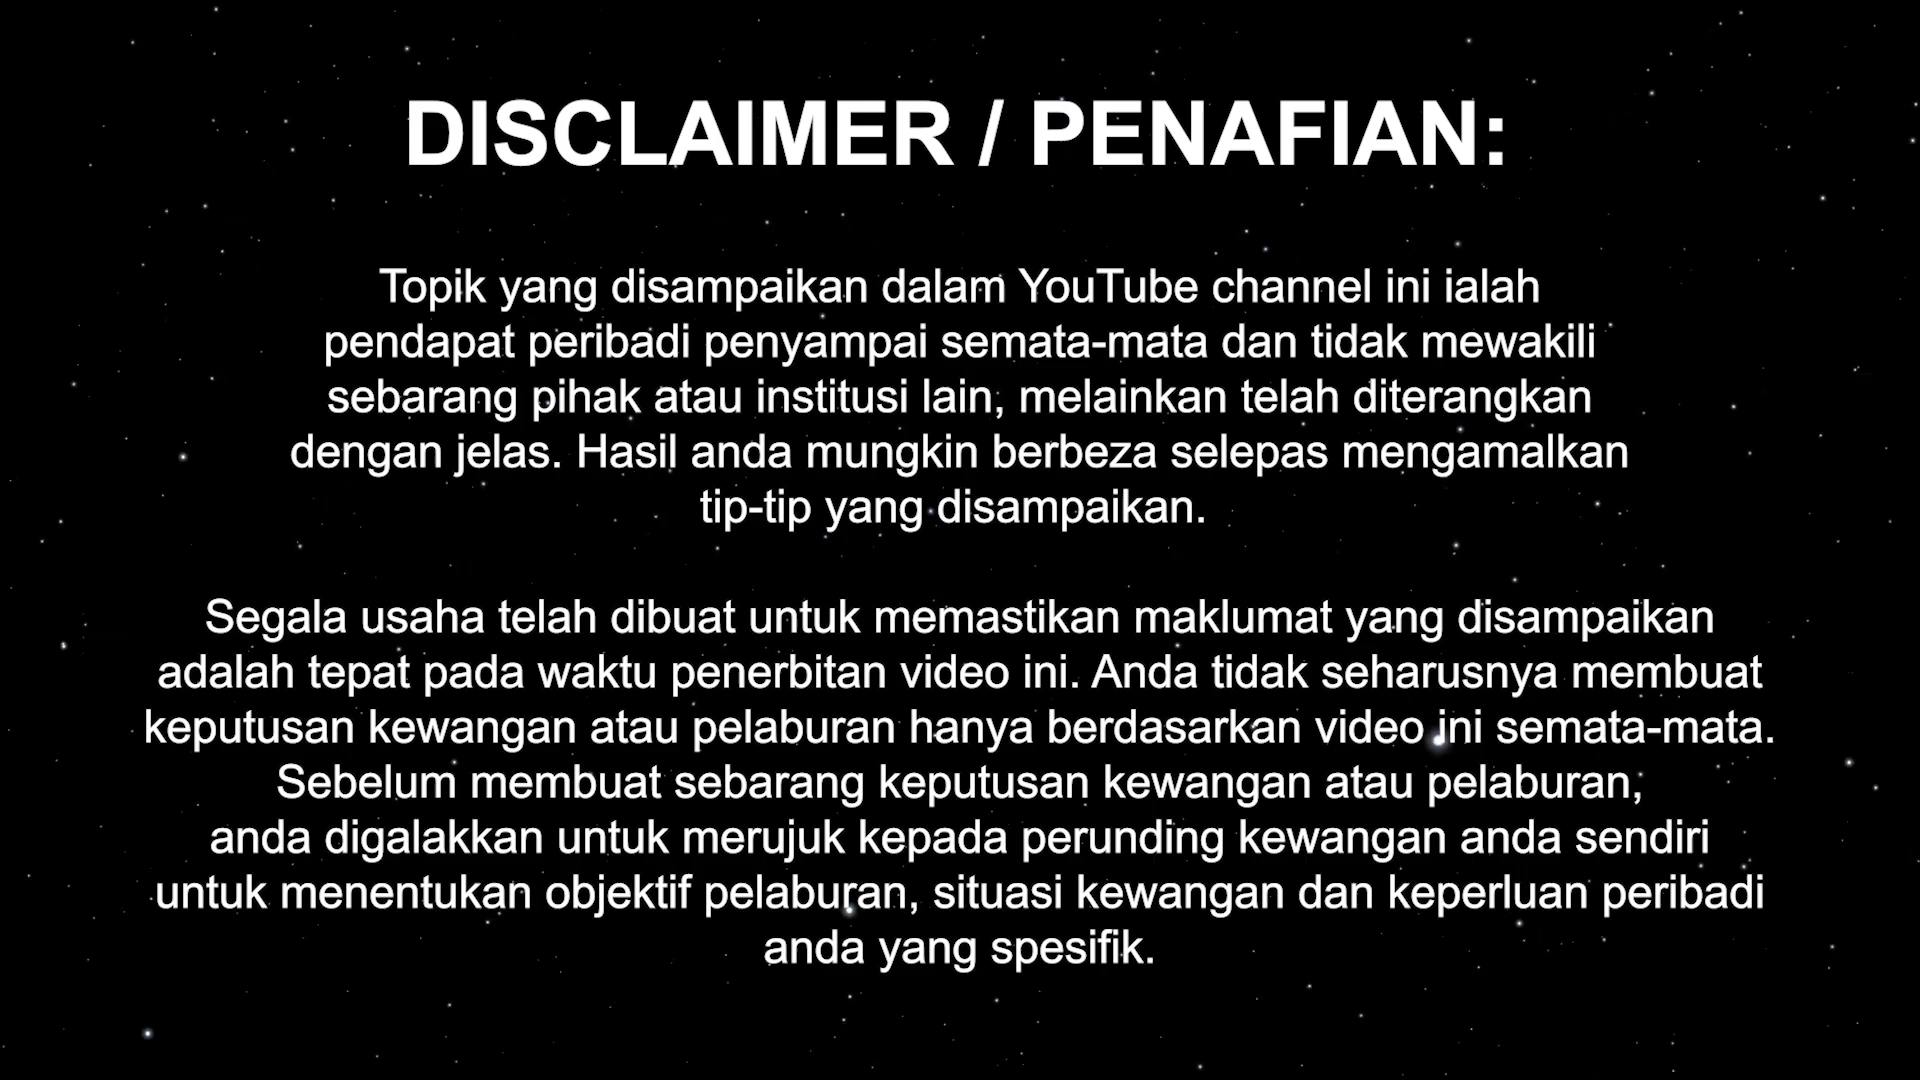 DISCLAIMER / PENAFIAN:
Topik yang disampaikan dalam YouTube channel ini ialah
pendapat peribadi penyampai semata-mata dan tidak mewakili
sebarang pihak atau institusi lain, melainkan telah diterangkan
dengan jelas. Hasil anda mungkin berbeza selepas mengamalkan
tip-tip yang disampaikan.
Segala usaha telah dibuat untuk memastikan maklumat yang disampaikan
adalah tepat pada waktu penerbitan video ini. Anda tidak seharusnya membuat
keputusan kewangan atau pelaburan hanya berdasarkan video ini semata-mata.
Sebelum membuat sebarang keputusan kewangan atau pelaburan,
anda digalakkan untuk merujuk kepada perunding kewangan anda sendiri
untuk menentukan objektif pelaburan, situasi kewangan dan keperluan peribadi
anda yang spesifik.